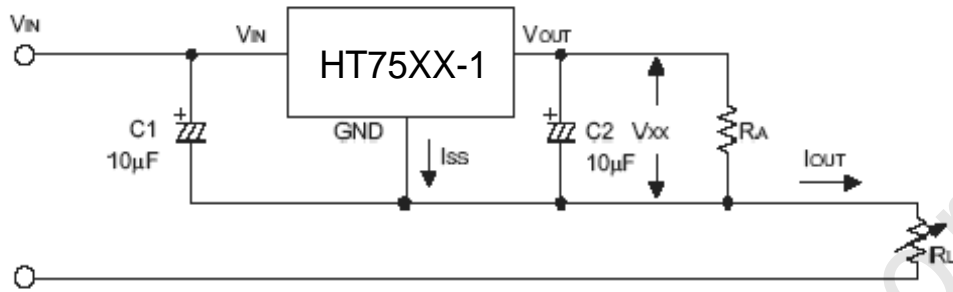 VIN
VIN
HT75XX-1
VOUT
C1
10μF
GND
ISS
C2
10μF
VXX
RA
IOUT
RL